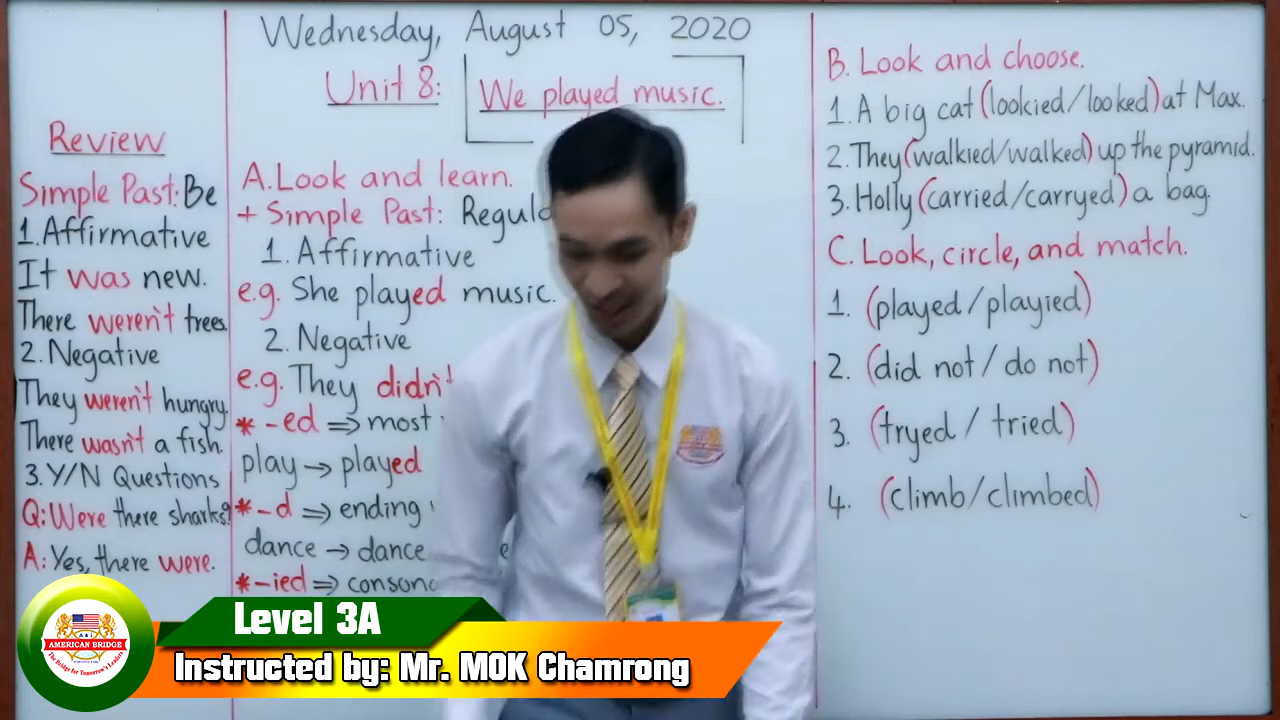 Wednesday, August 05, 2020
Unit 8: We played music.
Review
Simple Past: Be
1. Affirmative
It was new.
There weren't trees.
2. Negative
They weren't hungry.
There wasn't a fish.
3. Y/N Questions
Q: Were there sharks?
A: Yes, there were.
A. Look and learn.
+ Simple Past:
1. Affirmative
e.g. She played music.
2. Negative
e.g. They didn't
* -ed ⇒ most
play → played
* -d ⇒ ending
dance → dance
* -ied ⇒
B. Look and choose.
1. A big cat (lookied/looked) at Max.
2. They (walkied/walked) up the pyramid.
3. Holly (carried/carryed) a bag.
C. Look, circle, and match.
1. (played / playied)
2. (did not / do not)
3. (tryed / tried)
4. (climb/climbed)
AMERICAN BRIDGE
The Bridge for Tomorrow's Leaders
Level 3A
Instructed by: Mr. MOK Chamrong